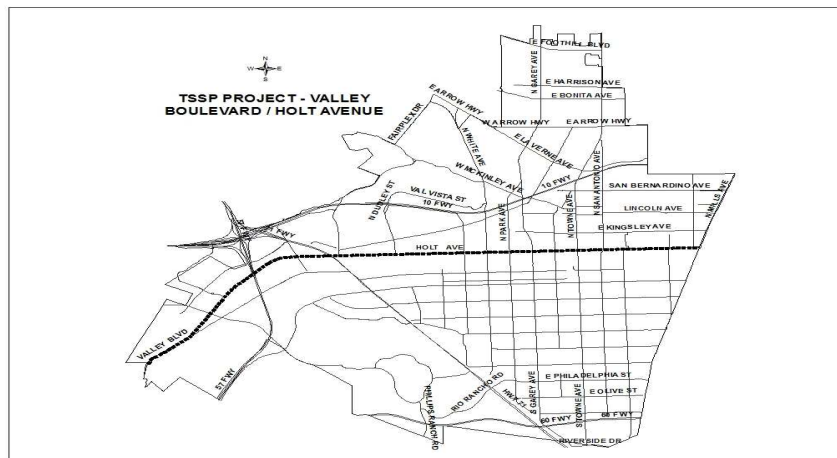 E FOOTHILL BLVD
N GAREY AVE
W
N
E
S
TSSP PROJECT - VALLEY
BOULEVARD / HOLT AVENUE
E HARRISON AVE
E BONITA AVE
E ARROW HWY
FAIRPLEX DR
N WHITE AVE
W ARROW HWY
E ARROW HWY
E LA VERNE AVE
W MCKINLEY AVE
10 FWY
N SAN ANTONIO AVE
SAN BERNARDINO AVE
N MILLS AVE
N DUDLEY ST
VAL VISTA ST
10 FWY
N PARK AVE
N TOWNE AVE
LINCOLN AVE
E KINGSLEY AVE
FWY
HOLT AVE
VALLEY BLVD
57 FWY
E PHILADELPHIA ST
RIO RANCHO RD
HWY 71
S GAREY AVE
S TOWNE AVE
E OLIVE ST
PHILLIPS RANCH RD
60 FWY
60 FWY
RIVERSIDE DR